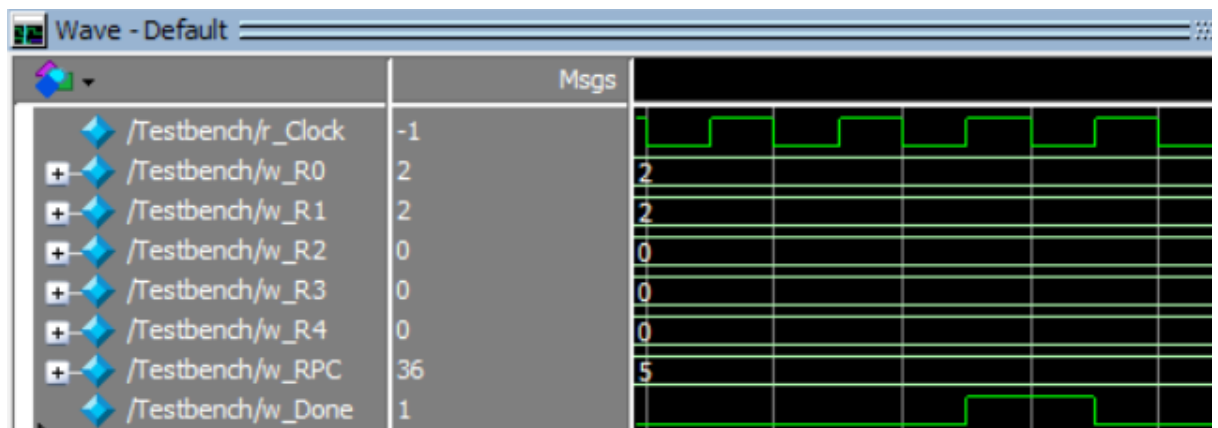 Wave - Default
Msgs
/Testbench/r_Clock -1
/Testbench/w_R0 2 2
/Testbench/w_R1 2 2
/Testbench/w_R2 0 0
/Testbench/w_R3 0 0
/Testbench/w_R4 0 0
/Testbench/w_RPC 36 5
/Testbench/w_Done 1